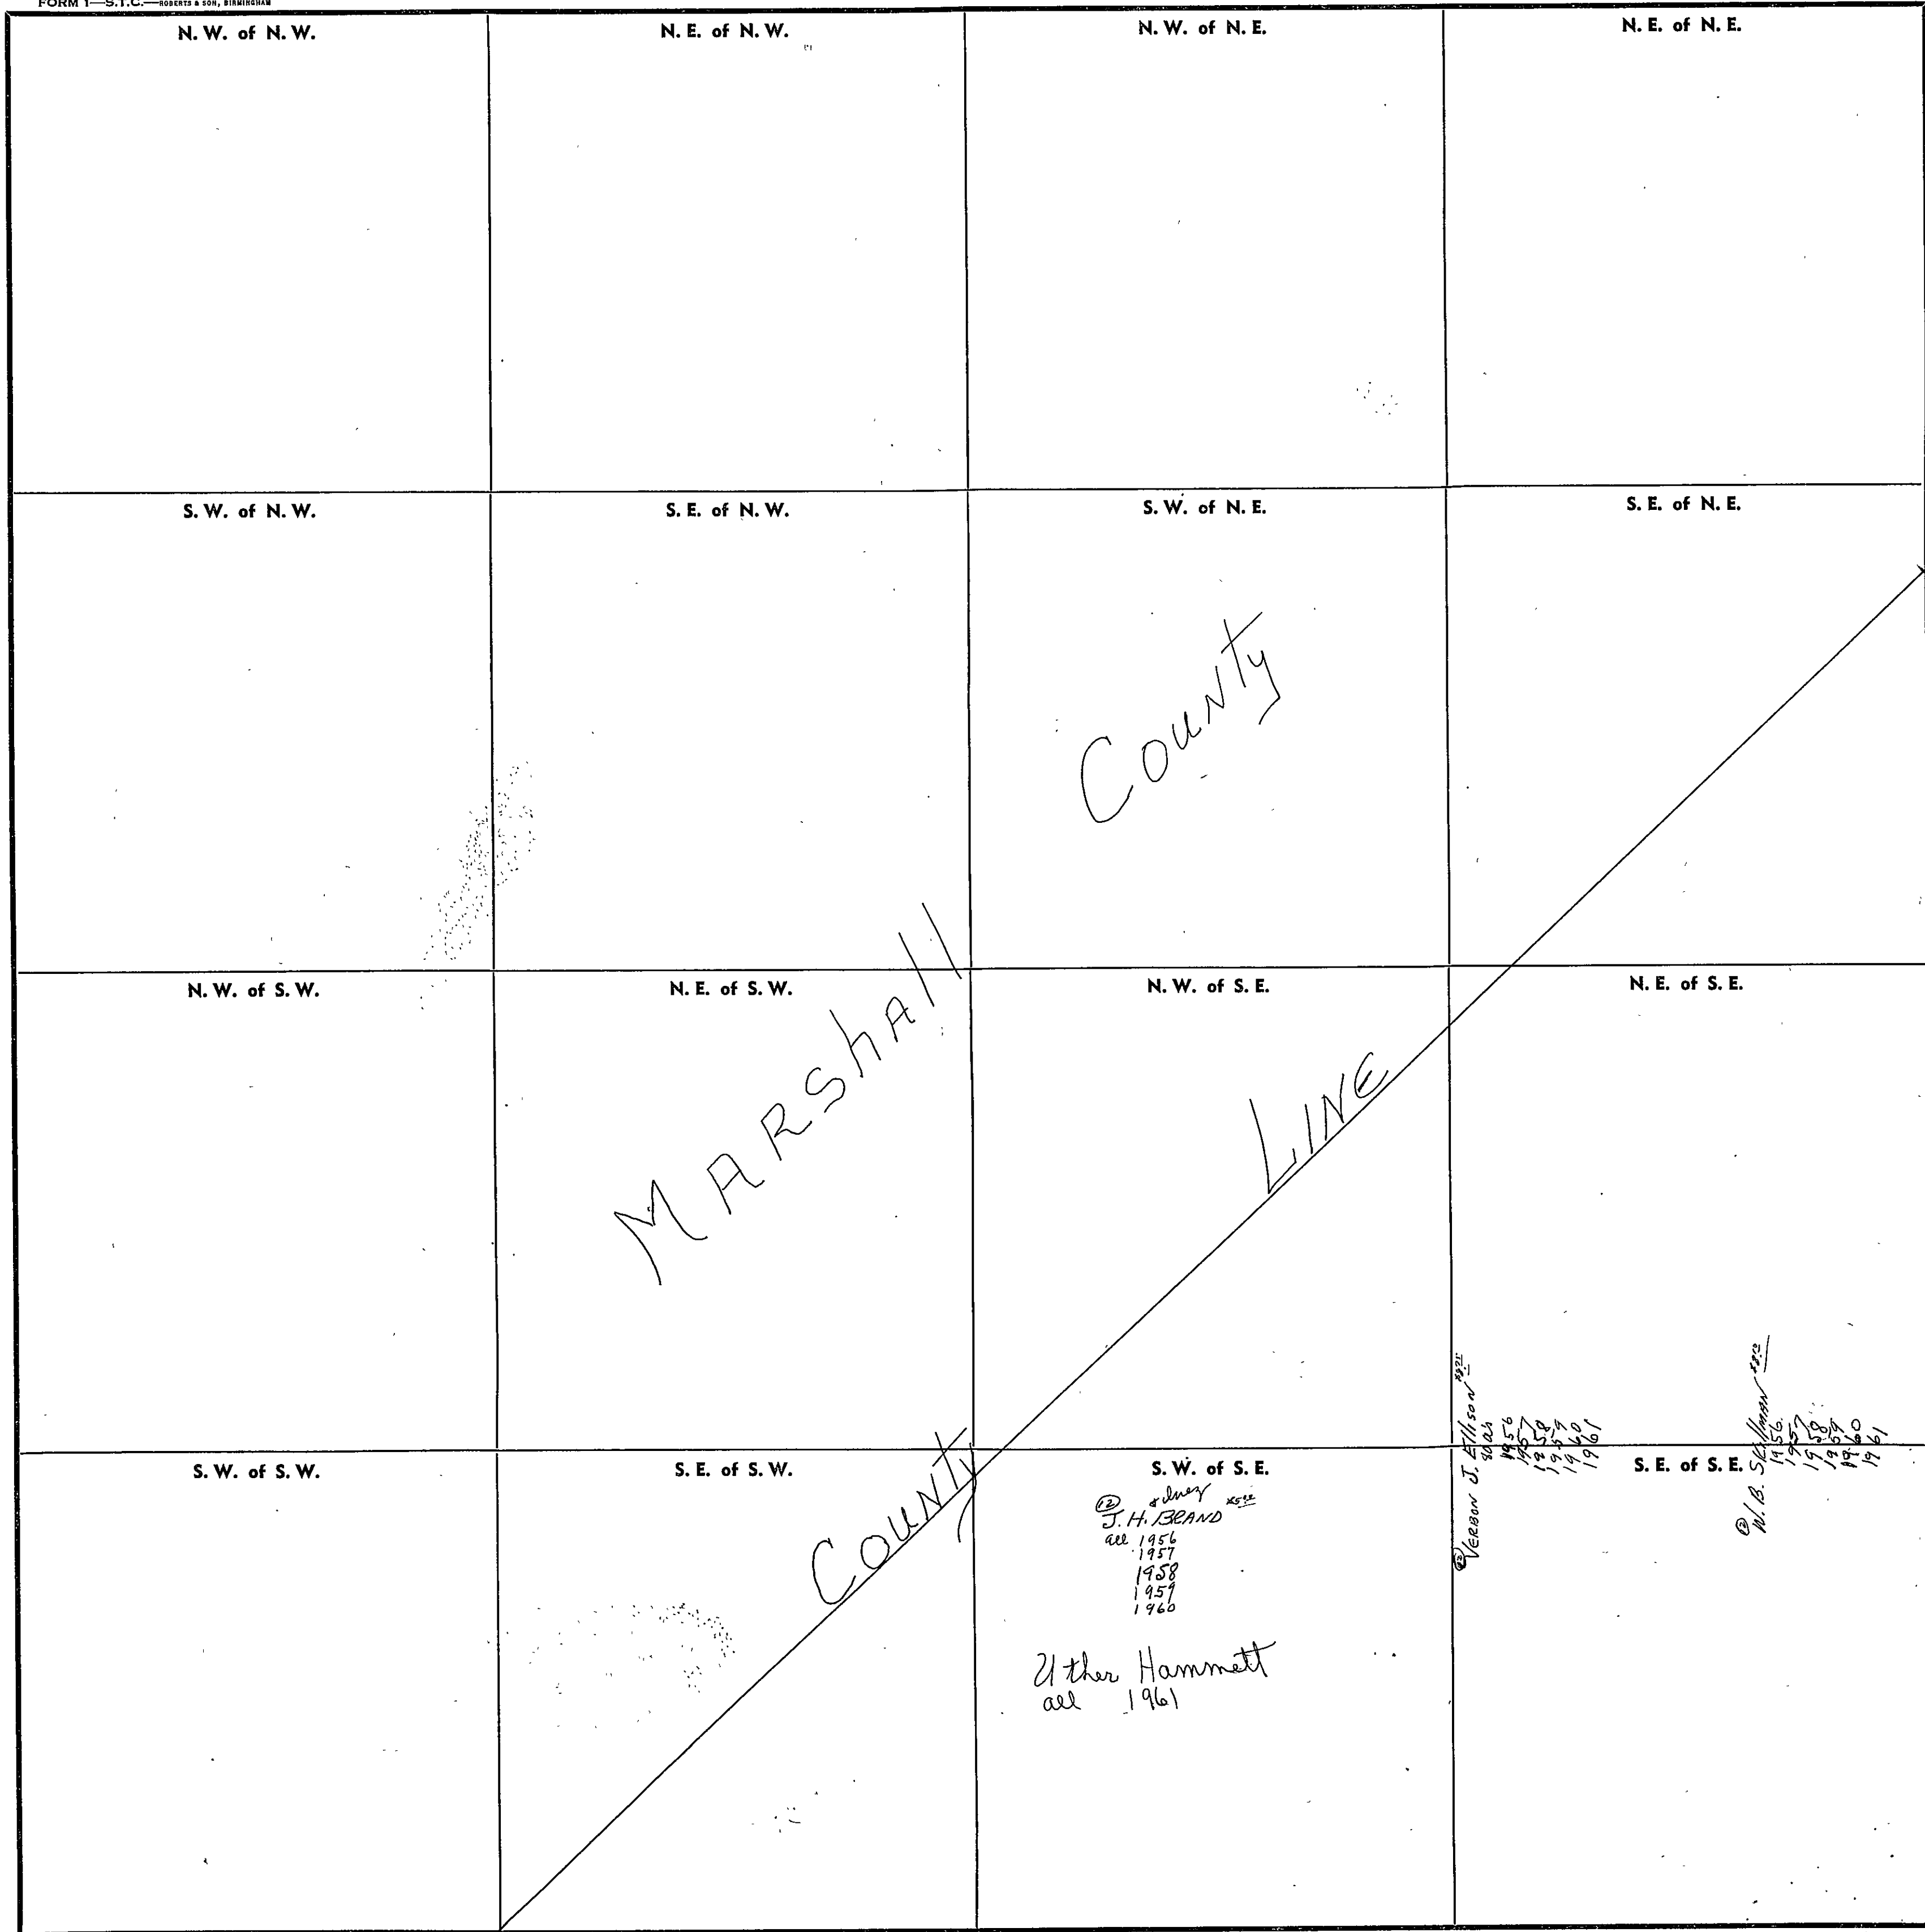 FORM 1—S.T.C.—ROBERTS & SON, BIRMINGHAM
N. W. of N. W.
N. E. of N. W.
N. W. of N. E.
N. E. of N. E.
S. W. of N. W.
S. E. of N. W.
S. W. of N. E.
S. E. of N. E.
County
N. W. of S. W.
N. E. of S. W.
N. W. of S. E.
N. E. of S. E.
MARshAll
LINE
S. W. of S. W.
S. E. of S. W.
S. W. of S. E.
S. E. of S. E.
County
(12)
J. H. BRAND
all 1956
1957
1958
1959
1960
Uther Hammett
all 1961
(12) VERBON J. Ellison
1956
1957
1958
1959
1960
1961
W. B. Skillman
1956
1957
1958
1959
1960
1961